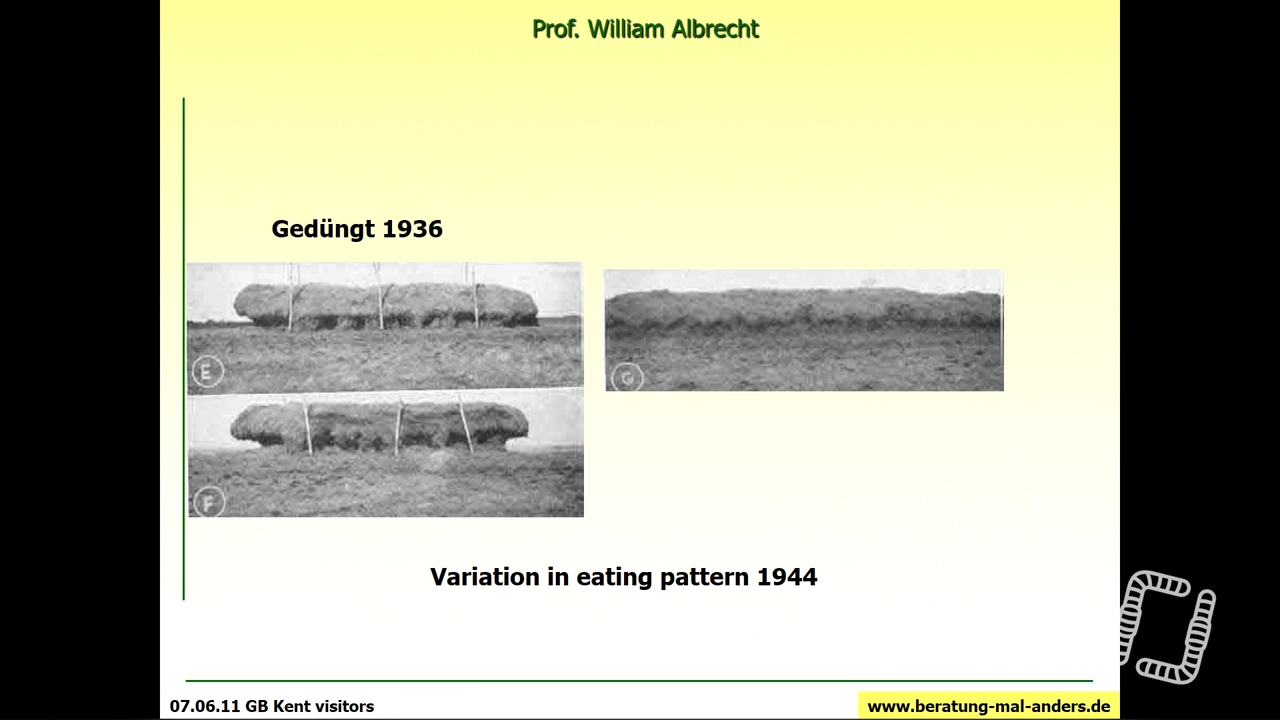 Prof. William Albrecht
Gedüngt 1936
E
G
F
Variation in eating pattern 1944
07.06.11 GB Kent visitors
www.beratung-mal-anders.de